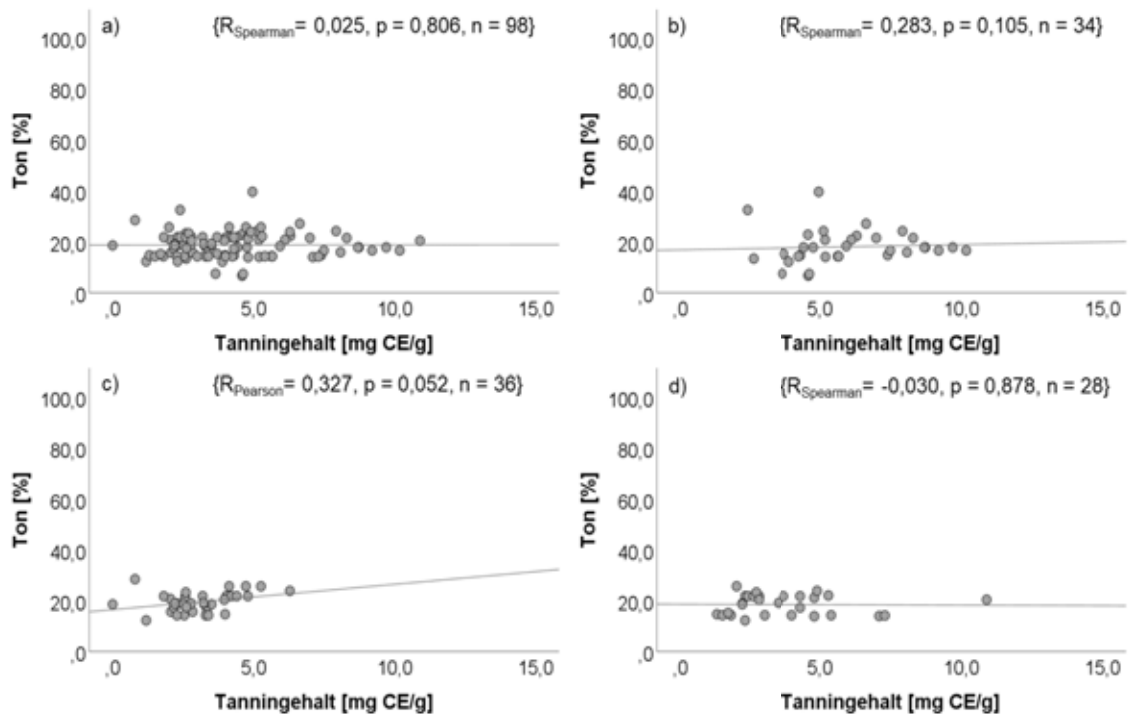 a) {RSpearman= 0,025, p = 0,806, n = 98}
100,0
80,0
60,0
40,0
20,0
,0
Ton [%]
,0 5,0 10,0 15,0
Tanningehalt [mg CE/g]
b) {RSpearman= 0,283, p = 0,105, n = 34}
100,0
80,0
60,0
40,0
20,0
,0
Ton [%]
,0 5,0 10,0 15,0
Tanningehalt [mg CE/g]
c) {RPearson= 0,327, p = 0,052, n = 36}
100,0
80,0
60,0
40,0
20,0
,0
Ton [%]
,0 5,0 10,0 15,0
Tanningehalt [mg CE/g]
d) {RSpearman= -0,030, p = 0,878, n = 28}
100,0
80,0
60,0
40,0
20,0
,0
Ton [%]
,0 5,0 10,0 15,0
Tanningehalt [mg CE/g]